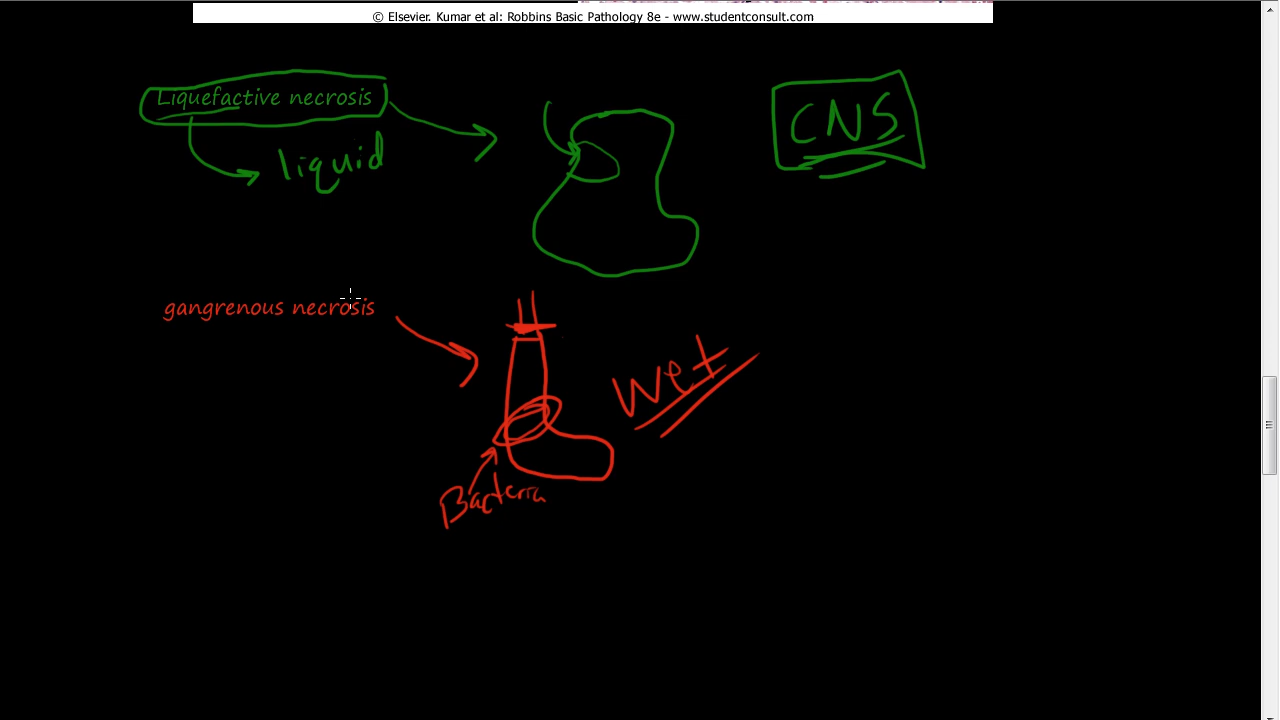 © Elsevier. Kumar et al: Robbins Basic Pathology 8e - www.studentconsult.com
Liquefactive necrosis
liquid
CNS
gangrenous necrosis
wet
Bacteria